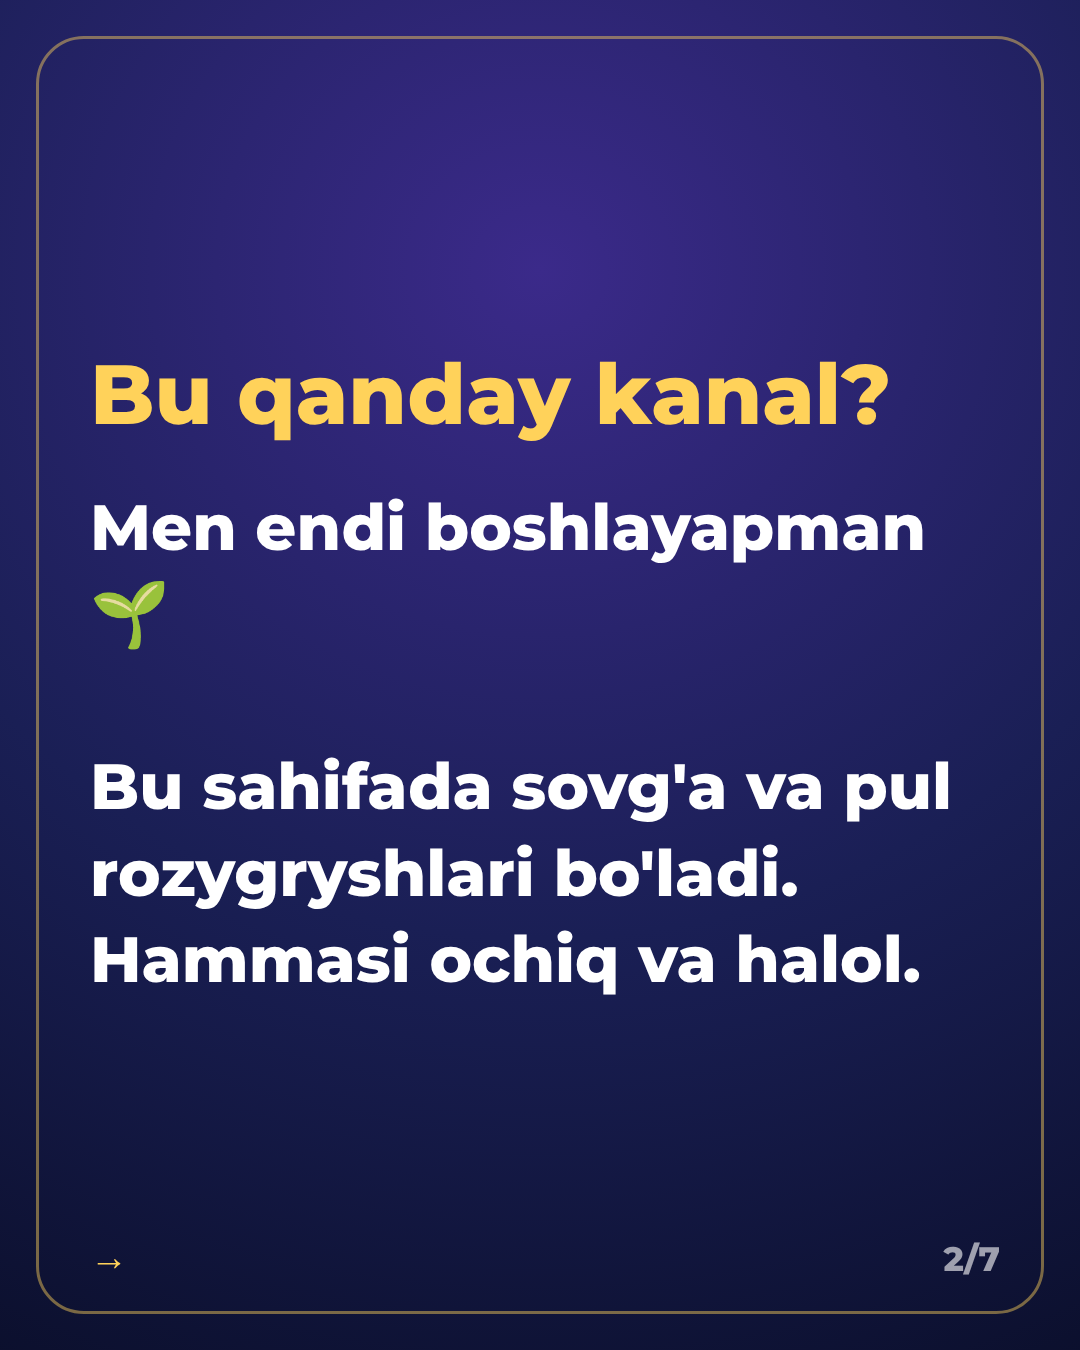 Bu qanday kanal?
Men endi boshlayapman
🌱
Bu sahifada sovg'a va pul
rozygryshlari bo'ladi.
Hammasi ochiq va halol.
→
2/7